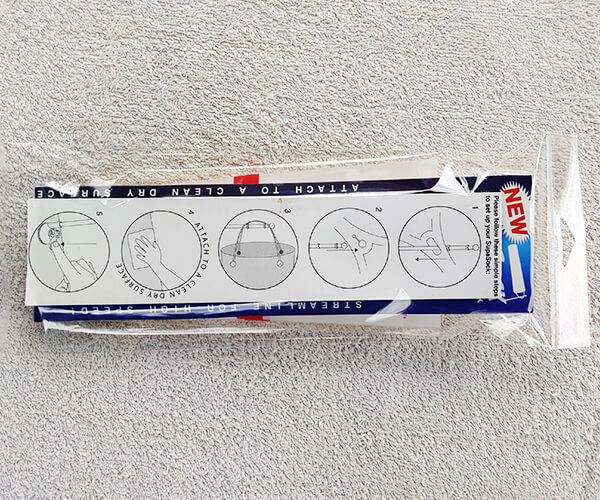 NEW
Please follow these simple steps
to set up your SupaSock:
1
2
3
4
ATTACH TO A CLEAN DRY SURFACE
5
ATTACH TO A CLEAN DRY SURFACE
STREAMLINE FOR HIGH SPEED!